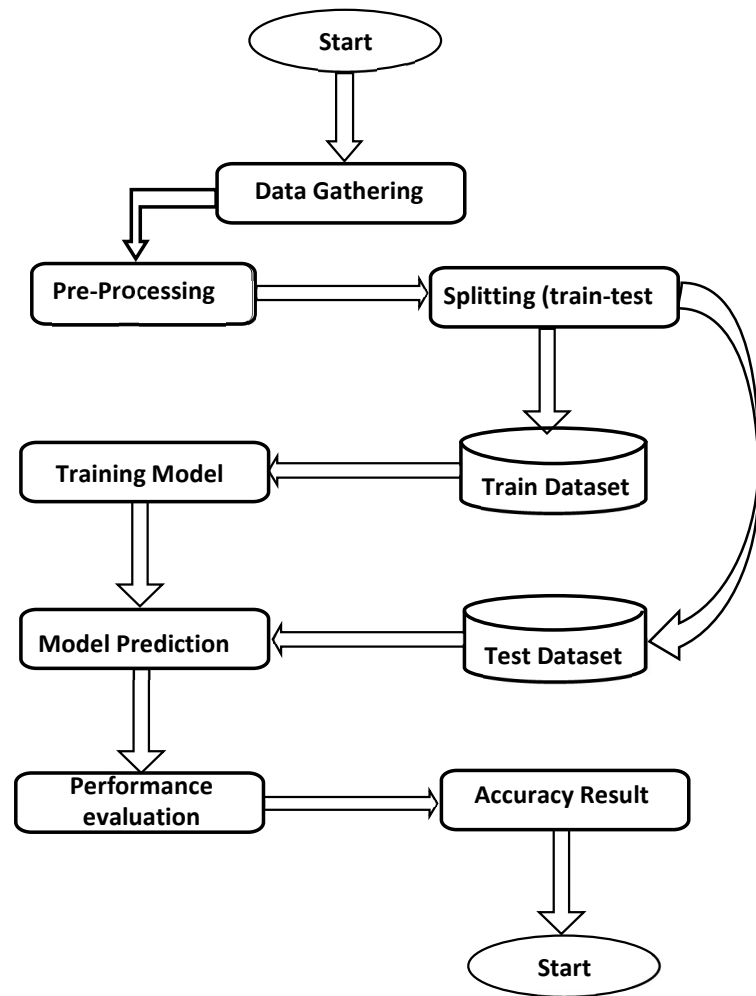 Start
Data Gathering
Pre-Processing
Splitting (train-test
Training Model
Train Dataset
Model Prediction
Test Dataset
Performance
evaluation
Accuracy Result
Start